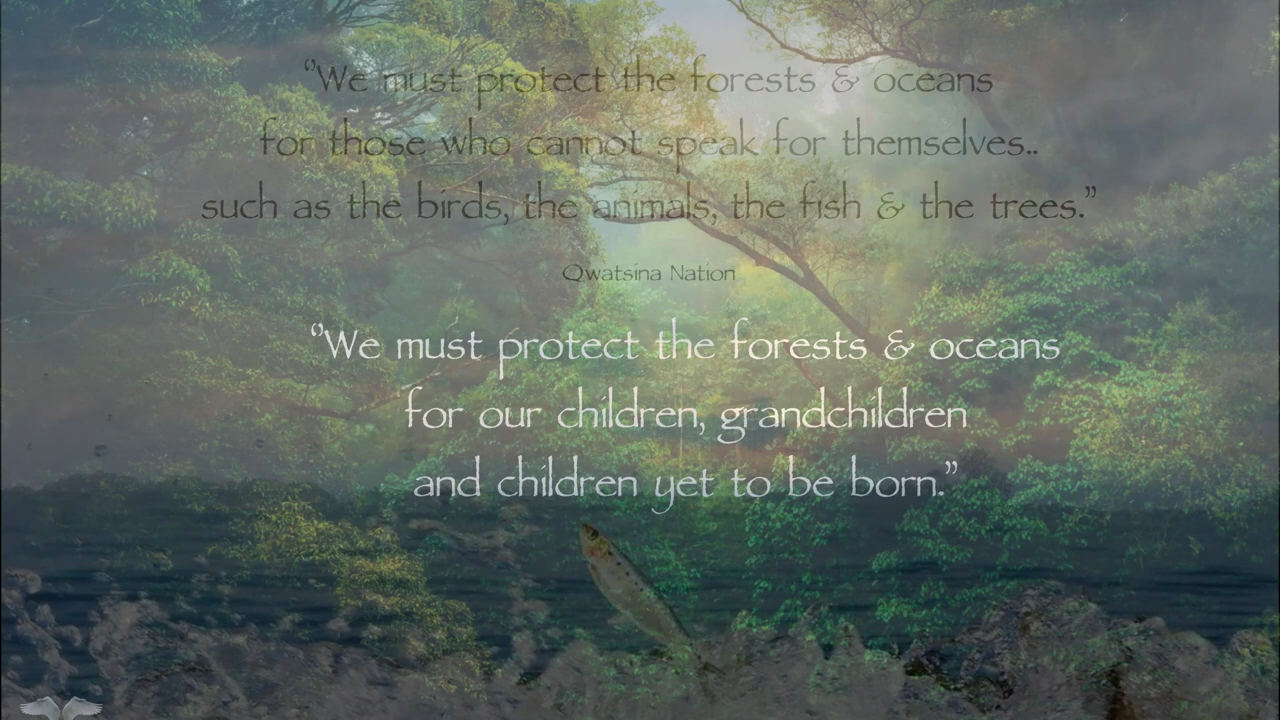 “We must protect the forests & oceans
for those who cannot speak for themselves..
such as the birds, the animals, the fish & the trees.”
Qwatsina Nation
“We must protect the forests & oceans
for our children, grandchildren
and children yet to be born.”